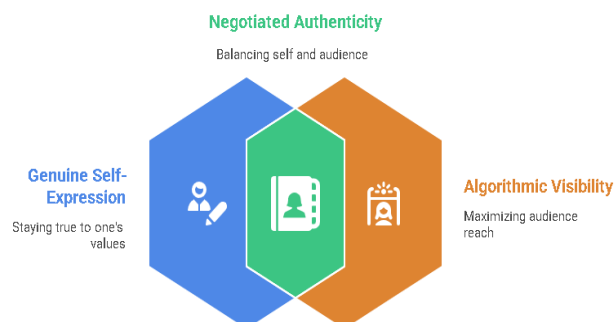 Negotiated Authenticity
Balancing self and audience
Genuine Self-
Expression
Staying true to one's
values
Algorithmic Visibility
Maximizing audience
reach